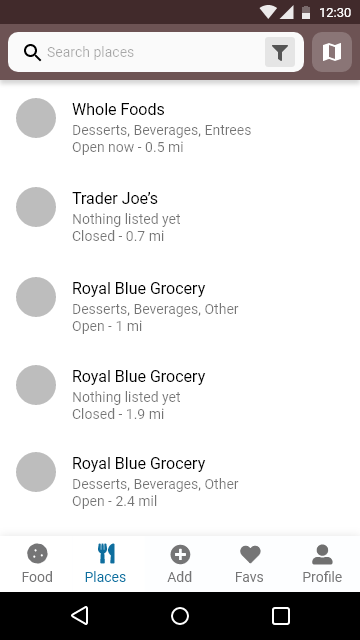 12:30
Search places
Whole Foods
Desserts, Beverages, Entrees
Open now - 0.5 mi
Trader Joe’s
Nothing listed yet
Closed - 0.7 mi
Royal Blue Grocery
Desserts, Beverages, Other
Open - 1 mi
Royal Blue Grocery
Nothing listed yet
Closed - 1.9 mi
Royal Blue Grocery
Desserts, Beverages, Other
Open - 2.4 mil
Food Places Add Favs Profile